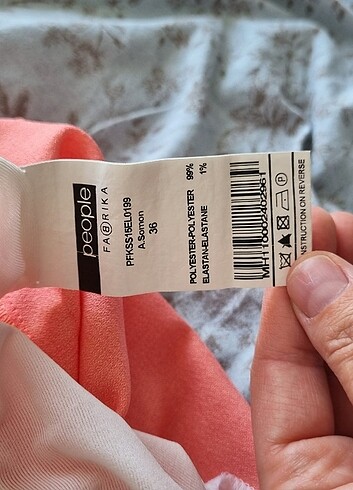 people
FABRIKA
PFKSS15EL0199
A.Somon
36
POLYESTER-POLYESTER 99%
ELASTAN-ELASTANE 1%
INSTRUCTION ON REVERSE